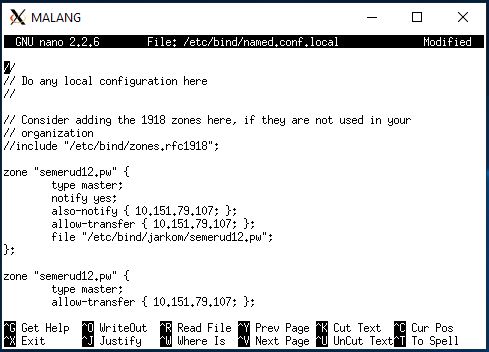 MALANG
GNU nano 2.2.6 File: /etc/bind/named.conf.local Modified
//
// Do any local configuration here
//
// Consider adding the 1918 zones here, if they are not used in your
// organization
//include "/etc/bind/zones.rfc1918";
zone "semerud12.pw" {
type master;
notify yes;
also-notify { 10.151.79.107; };
allow-transfer { 10.151.79.107; };
file "/etc/bind/jarkom/semerud12.pw";
};
zone "semerud12.pw" {
type master;
allow-transfer { 10.151.79.107; };
^G Get Help ^O WriteOut ^R Read File ^Y Prev Page ^K Cut Text ^C Cur Pos
^X Exit ^J Justify ^W Where Is ^V Next Page ^U UnCut Text ^T To Spell